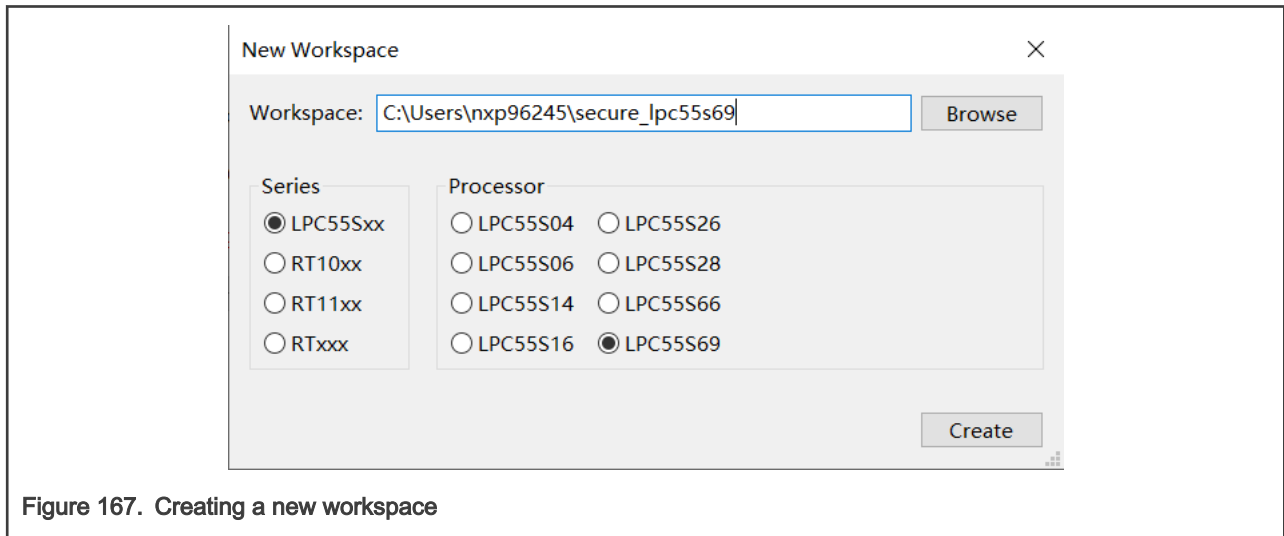 New Workspace
Workspace: C:\Users\nxp96245\secure_lpc55s69 Browse
Series Processor
LPC55Sxx LPC55S04 LPC55S26
RT10xx LPC55S06 LPC55S28
RT11xx LPC55S14 LPC55S66
RTxxx LPC55S16 LPC55S69
Create
Figure 167. Creating a new workspace